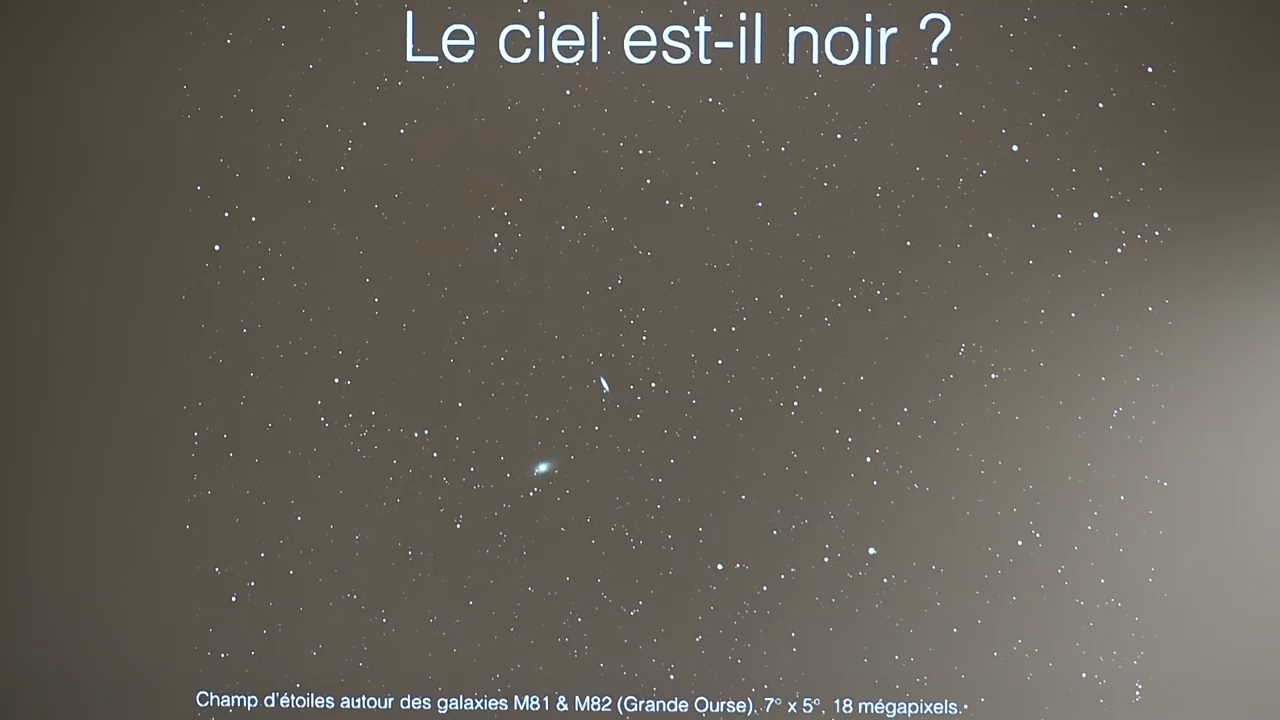 Le ciel est-il noir ?
Champ d'étoiles autour des galaxies M81 & M82 (Grande Ourse), 7° x 5°, 18 mégapixels.